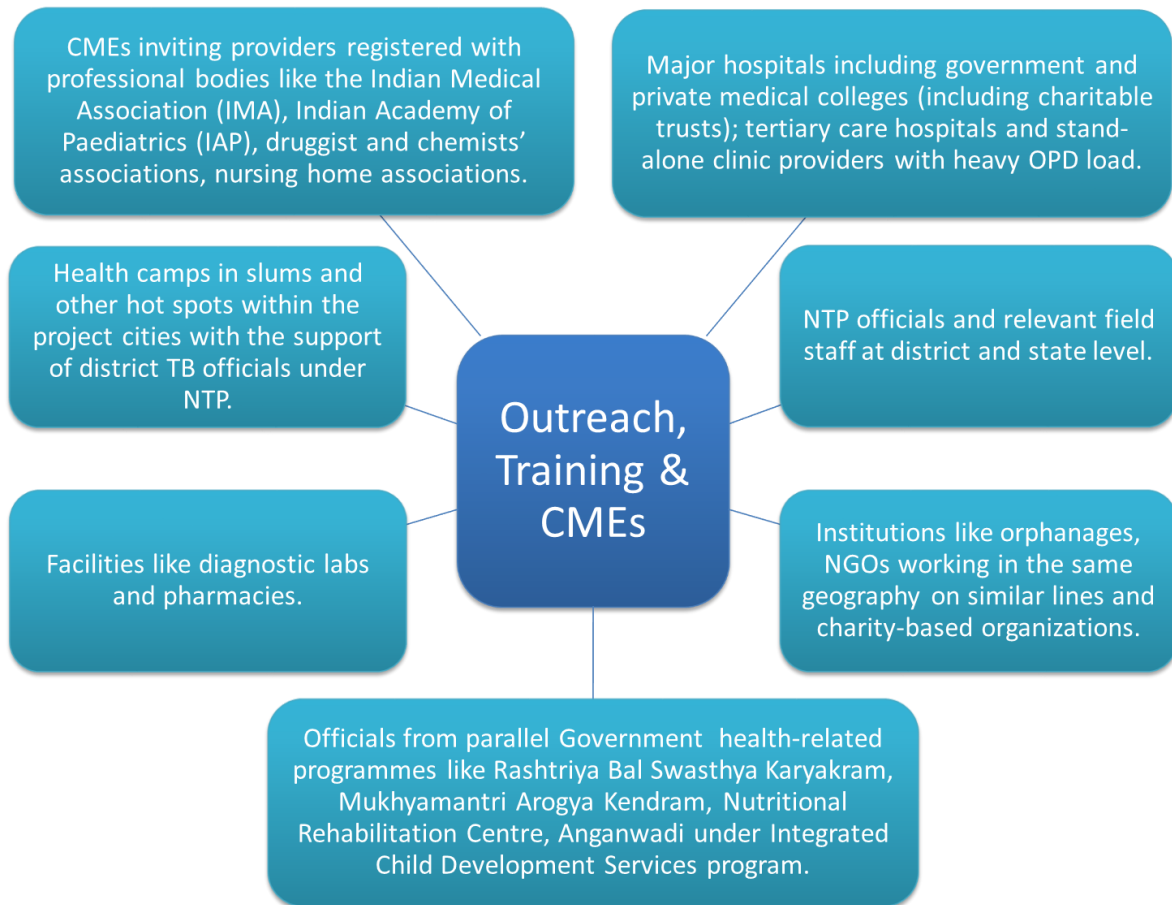 CMEs inviting providers registered with
professional bodies like the Indian Medical
Association (IMA), Indian Academy of
Paediatrics (IAP), druggist and chemists’
associations, nursing home associations.
Major hospitals including government and
private medical colleges (including charitable
trusts); tertiary care hospitals and stand-
alone clinic providers with heavy OPD load.
Health camps in slums and
other hot spots within the
project cities with the support
of district TB officials under
NTP.
NTP officials and relevant field
staff at district and state level.
Outreach,
Training &
CMEs
Facilities like diagnostic labs
and pharmacies.
Institutions like orphanages,
NGOs working in the same
geography on similar lines and
charity-based organizations.
Officials from parallel Government health-related
programmes like Rashtriya Bal Swasthya Karyakram,
Mukhyamantri Arogya Kendram, Nutritional
Rehabilitation Centre, Anganwadi under Integrated
Child Development Services program.